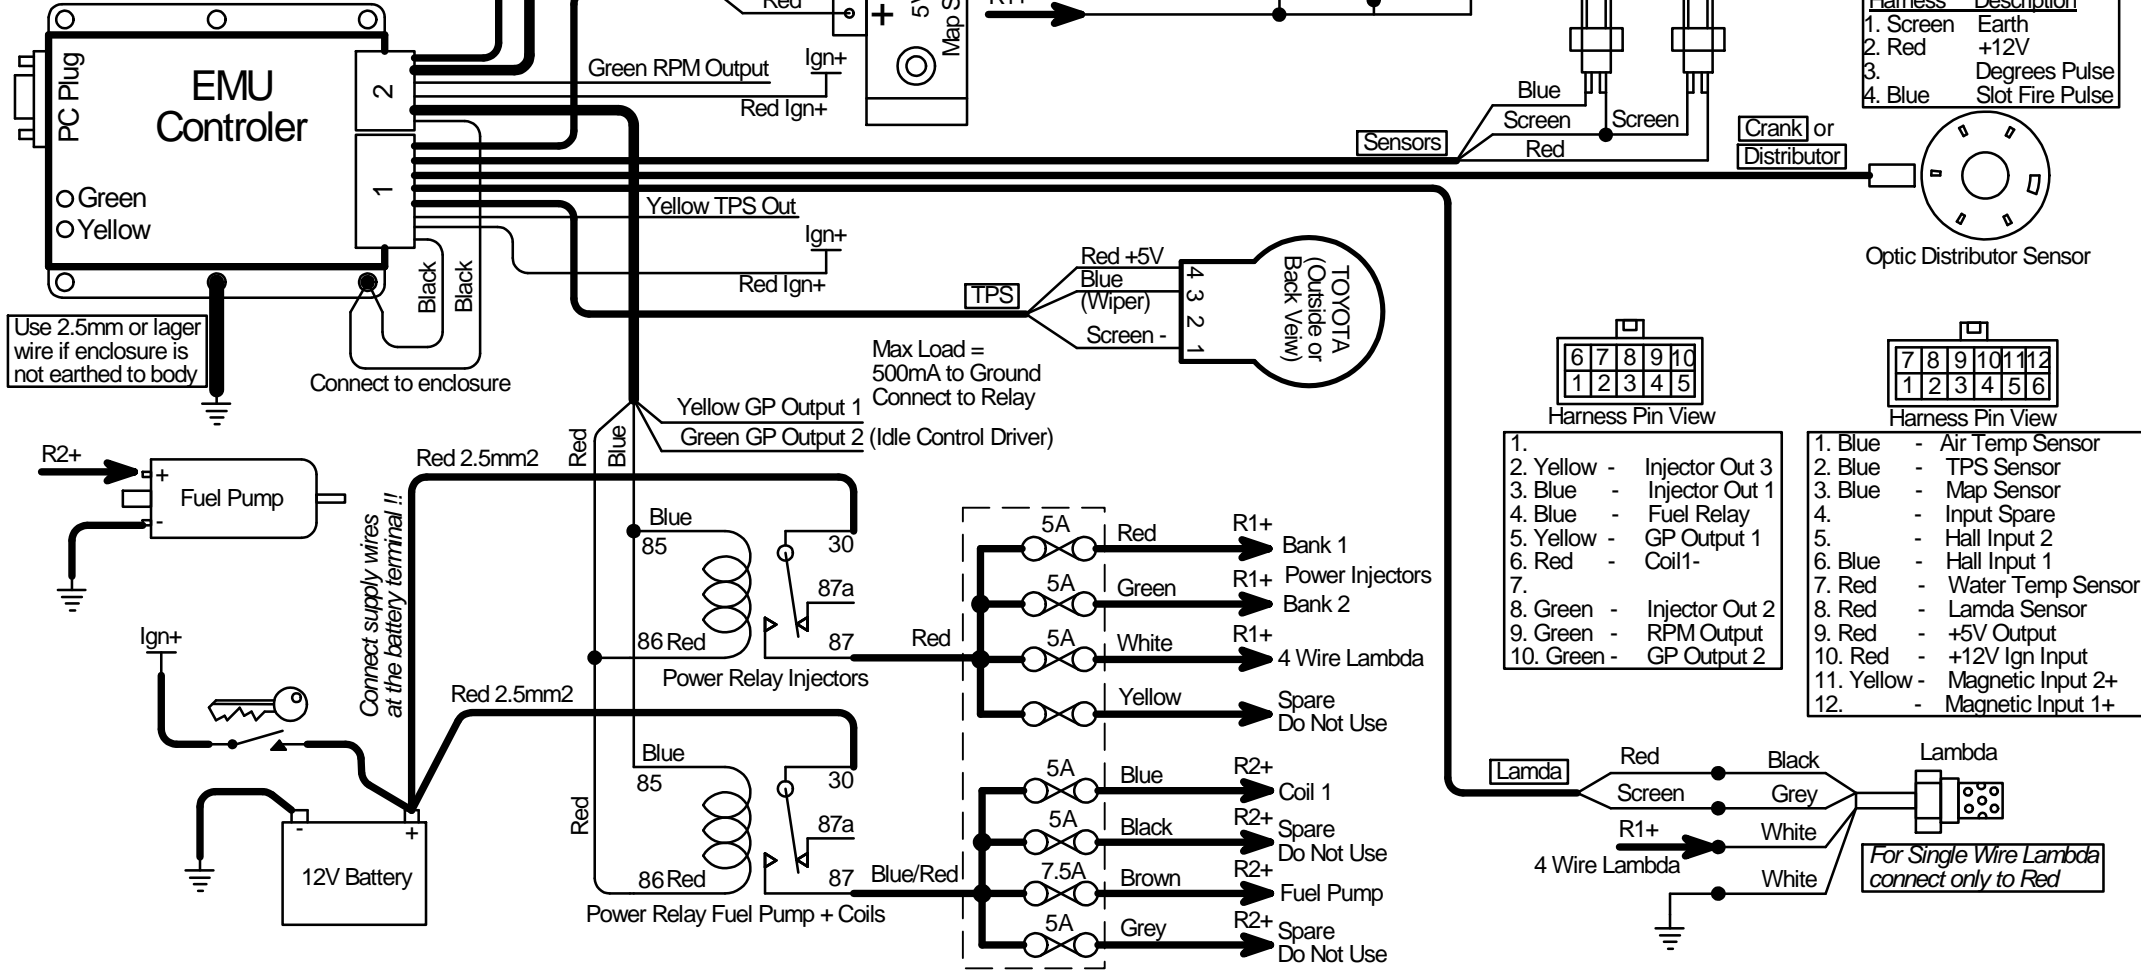 Red
+
5V
Map S
Harness Description
1. Screen Earth
2. Red +12V
3. Degrees Pulse
4. Blue Slot Fire Pulse
PC Plug
EMU
Controler
2
1
Green
Yellow
Green RPM Output
Ign+
Red Ign+
Blue
Screen
Screen
Red
Sensors
Crank or
Distributor
Optic Distributor Sensor
Yellow TPS Out
Ign+
Red Ign+
Black
Black
Use 2.5mm or lager
wire if enclosure is
not earthed to body
Connect to enclosure
TPS
Red +5V
Blue
(Wiper)
Screen -
4
3
2
1
TOYOTA
(Outside or
Back Veiw)
Max Load =
500mA to Ground
Connect to Relay
Yellow GP Output 1
Green GP Output 2 (Idle Control Driver)
Red
Blue
6 7 8 9 10
1 2 3 4 5
Harness Pin View
1.
2. Yellow - Injector Out 3
3. Blue - Injector Out 1
4. Blue - Fuel Relay
5. Yellow - GP Output 1
6. Red - Coil1-
7.
8. Green - Injector Out 2
9. Green - RPM Output
10. Green - GP Output 2
7 8 9 10 11 12
1 2 3 4 5 6
Harness Pin View
1. Blue - Air Temp Sensor
2. Blue - TPS Sensor
3. Blue - Map Sensor
4. - Input Spare
5. - Hall Input 2
6. Blue - Hall Input 1
7. Red - Water Temp Sensor
8. Red - Lamda Sensor
9. Red - +5V Output
10. Red - +12V Ign Input
11. Yellow - Magnetic Input 2+
12. - Magnetic Input 1+
R2+
+
-
Fuel Pump
Red 2.5mm2
Connect supply wires
at the battery terminal !!
Blue
85
30
87a
86 Red
87
Red
Power Relay Injectors
5A
Red
R1+
Bank 1
Power Injectors
5A
Green
R1+
Bank 2
5A
White
R1+
4 Wire Lambda
Yellow
Spare
Do Not Use
Ign+
Red 2.5mm2
- +
12V Battery
Red
Blue
85
30
87a
86 Red
87
Blue/Red
Power Relay Fuel Pump + Coils
5A
Blue
R2+
Coil 1
5A
Black
R2+
Spare
Do Not Use
7.5A
Brown
R2+
Fuel Pump
5A
Grey
R2+
Spare
Do Not Use
Lamda
Red
Screen
Black
Grey
Lambda
R1+
4 Wire Lambda
White
White
For Single Wire Lambda
connect only to Red